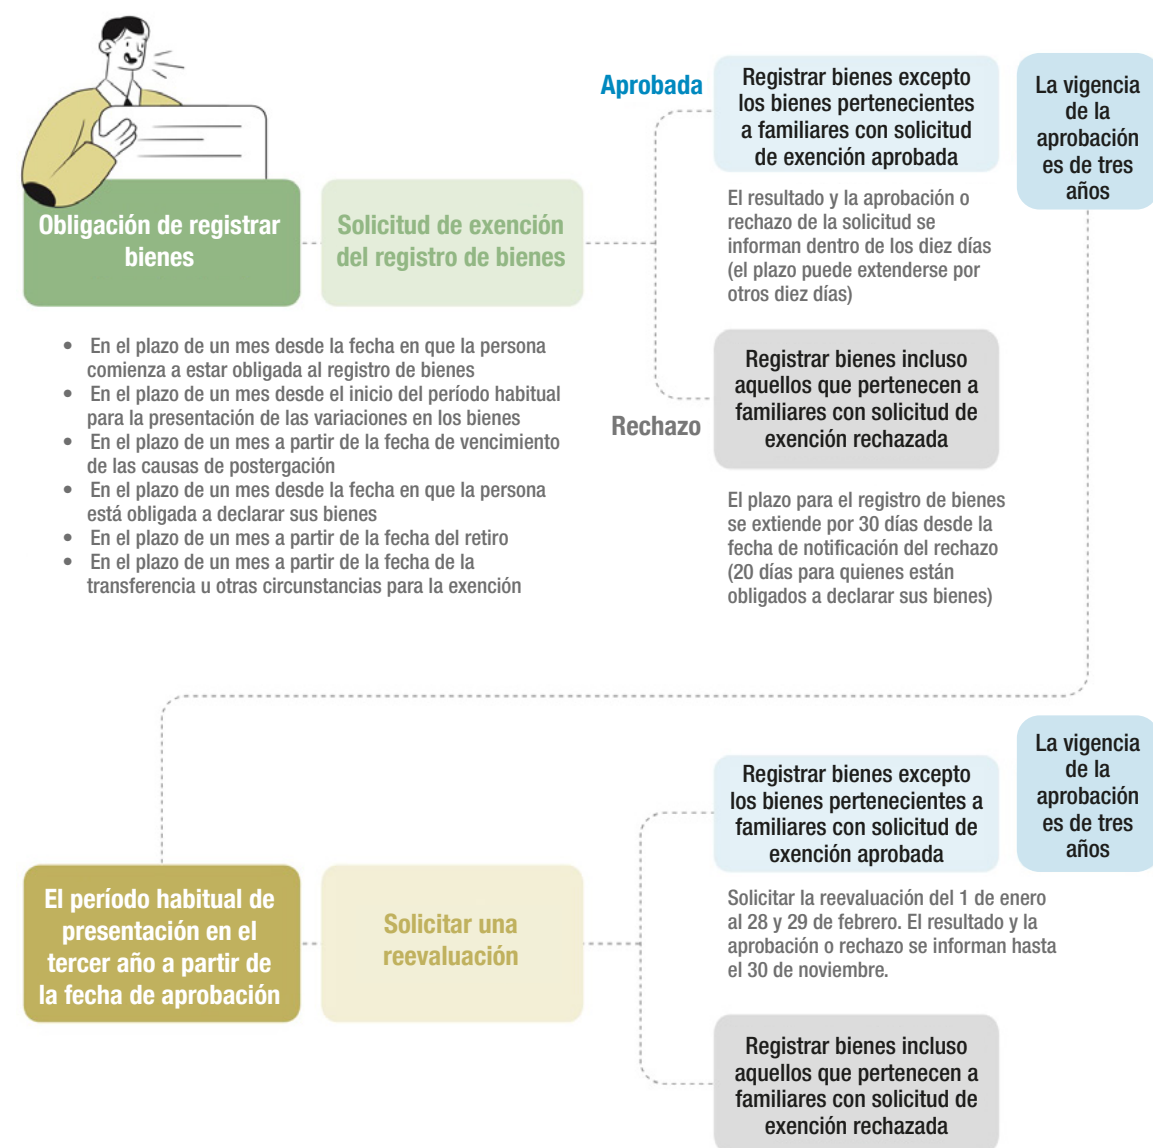 Obligación de registrar
bienes
Solicitud de exención
del registro de bienes
Aprobada
Registrar bienes excepto
los bienes pertenecientes
a familiares con solicitud
de exención aprobada
La vigencia
de la
aprobación
es de tres
años
El resultado y la aprobación o
rechazo de la solicitud se
informan dentro de los diez días
(el plazo puede extenderse por
otros diez días)
Rechazo
Registrar bienes incluso
aquellos que pertenecen a
familiares con solicitud de
exención rechazada
El plazo para el registro de bienes
se extiende por 30 días desde la
fecha de notificación del rechazo
(20 días para quienes están
obligados a declarar sus bienes)
• En el plazo de un mes desde la fecha en que la persona
comienza a estar obligada al registro de bienes
• En el plazo de un mes desde el inicio del período habitual
para la presentación de las variaciones en los bienes
• En el plazo de un mes a partir de la fecha de vencimiento
de las causas de postergación
• En el plazo de un mes desde la fecha en que la persona
está obligada a declarar sus bienes
• En el plazo de un mes a partir de la fecha del retiro
• En el plazo de un mes a partir de la fecha de la
transferencia u otras circunstancias para la exención
El período habitual de
presentación en el
tercer año a partir de
la fecha de aprobación
Solicitar una
reevaluación
Registrar bienes excepto
los bienes pertenecientes a
familiares con solicitud de
exención aprobada
La vigencia
de la
aprobación
es de tres
años
Solicitar la reevaluación del 1 de enero
al 28 y 29 de febrero. El resultado y la
aprobación o rechazo se informan hasta
el 30 de noviembre.
Registrar bienes incluso
aquellos que pertenecen a
familiares con solicitud de
exención rechazada